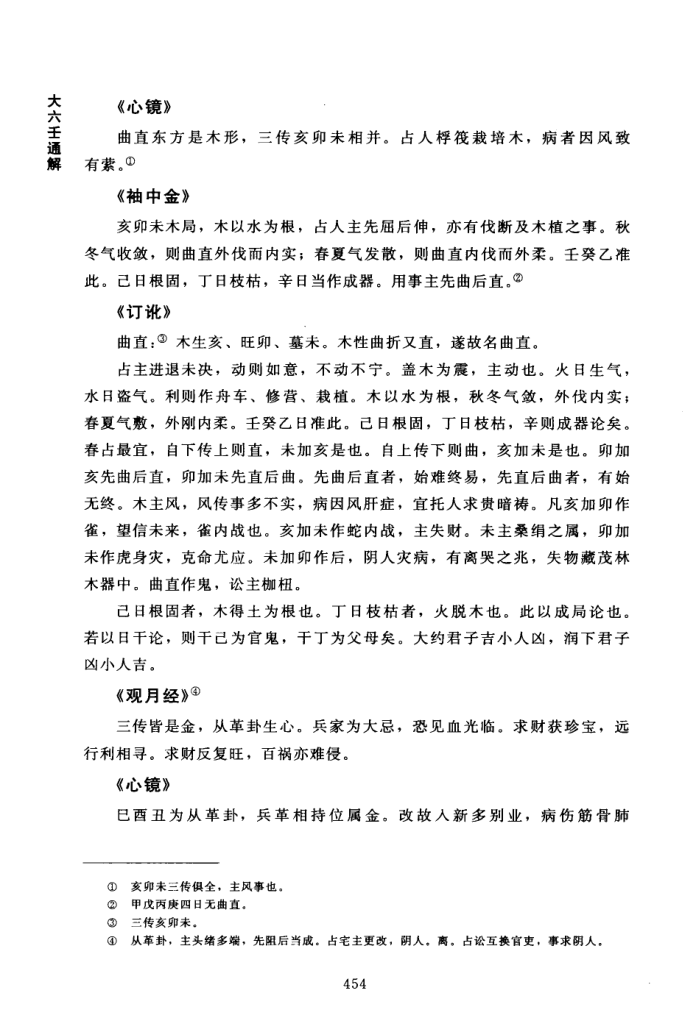 大六壬通解
《心镜》
曲直东方是木形，三传亥卯未相并。占人桴筏栽培木，病者因风致
有萦。①
《袖中金》
亥卯未木局，木以水为根，占人主先屈后伸，亦有伐断及木植之事。秋
冬气收敛，则曲直外伐而内实；春夏气发散，则曲直内伐而外柔。壬癸乙准
此。己日根固，丁日枝枯，辛日当作成器。用事主先曲后直。②
《订讹》
曲直：③ 木生亥、旺卯、墓未。木性曲折又直，遂故名曲直。
占主进退未决，动则如意，不动不宁。盖木为震，主动也。火日生气，
水日盗气。利则作舟车、修营、栽植。木以水为根，秋冬气敛，外伐内实；
春夏气敷，外刚内柔。壬癸乙日准此。己日根固，丁日枝枯，辛则成器论矣。
春占最宜，自下传上则直，未加亥是也。自上传下则曲，亥加未是也。卯加
亥先曲后直，卯加未先直后曲。先曲后直者，始难终易，先直后曲者，有始
无终。木主风，风传事多不实，病因风肝症，宜托人求贵暗祷。凡亥加卯作
雀，望信未来，雀内战也。亥加未作蛇内战，主失财。未主桑绢之属，卯加
未作虎身灾，克命尤应。未加卯作后，阴人灾病，有离哭之兆，失物藏茂林
木器中。曲直作鬼，讼主枷杻。
己日根固者，木得土为根也。丁日枝枯者，火脱木也。此以成局论也。
若以日干论，则干己为官鬼，干丁为父母矣。大约君子吉小人凶，润下君子
凶小人吉。
《观月经》④
三传皆是金，从革卦生心。兵家为大忌，恐见血光临。求财获珍宝，远
行利相寻。求财反复旺，百祸亦难侵。
《心镜》
巳酉丑为从革卦，兵革相持位属金。改故入新多别业，病伤筋骨肺
① 亥卯未三传俱全，主风事也。
② 甲戊丙庚四日无曲直。
③ 三传亥卯未。
④ 从革卦，主头绪多端，先阻后当成。占宅主更改，阴人。离。占讼互换官吏，事求阴人。
454